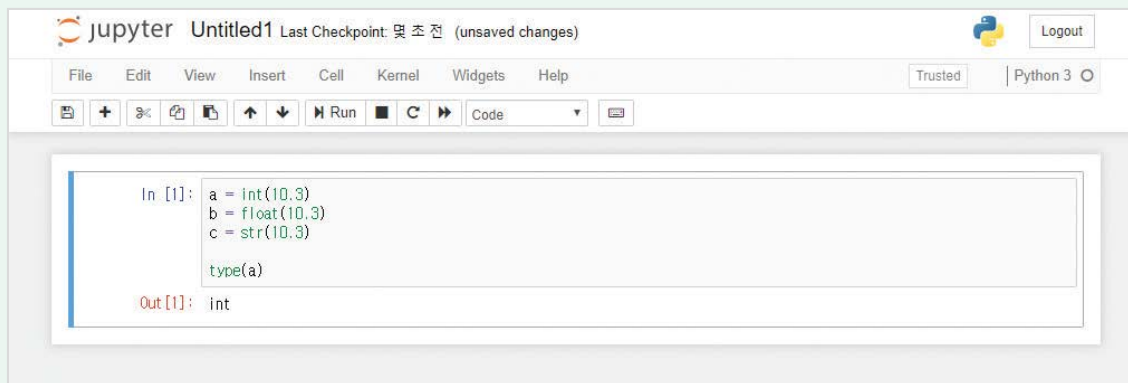 jupyter Untitled1 Last Checkpoint: 몇 초 전 (unsaved changes) Logout
File Edit View Insert Cell Kernel Widgets Help Trusted Python 3
Run Code
In [1]: a = int(10.3)
b = float(10.3)
c = str(10.3)
type(a)
Out[1]: int